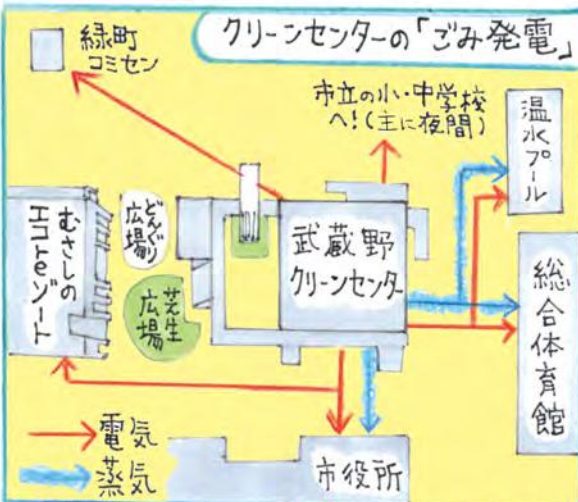 クリーンセンターの「ごみ発電」
緑町
コミセン
市立の小・中学校
へ!(主に夜間)
温水プール
どんぐり
広場
むさしの
エコreゾート
武蔵野
クリーンセンター
芝生
広場
総合体育館
電気
蒸気
市役所